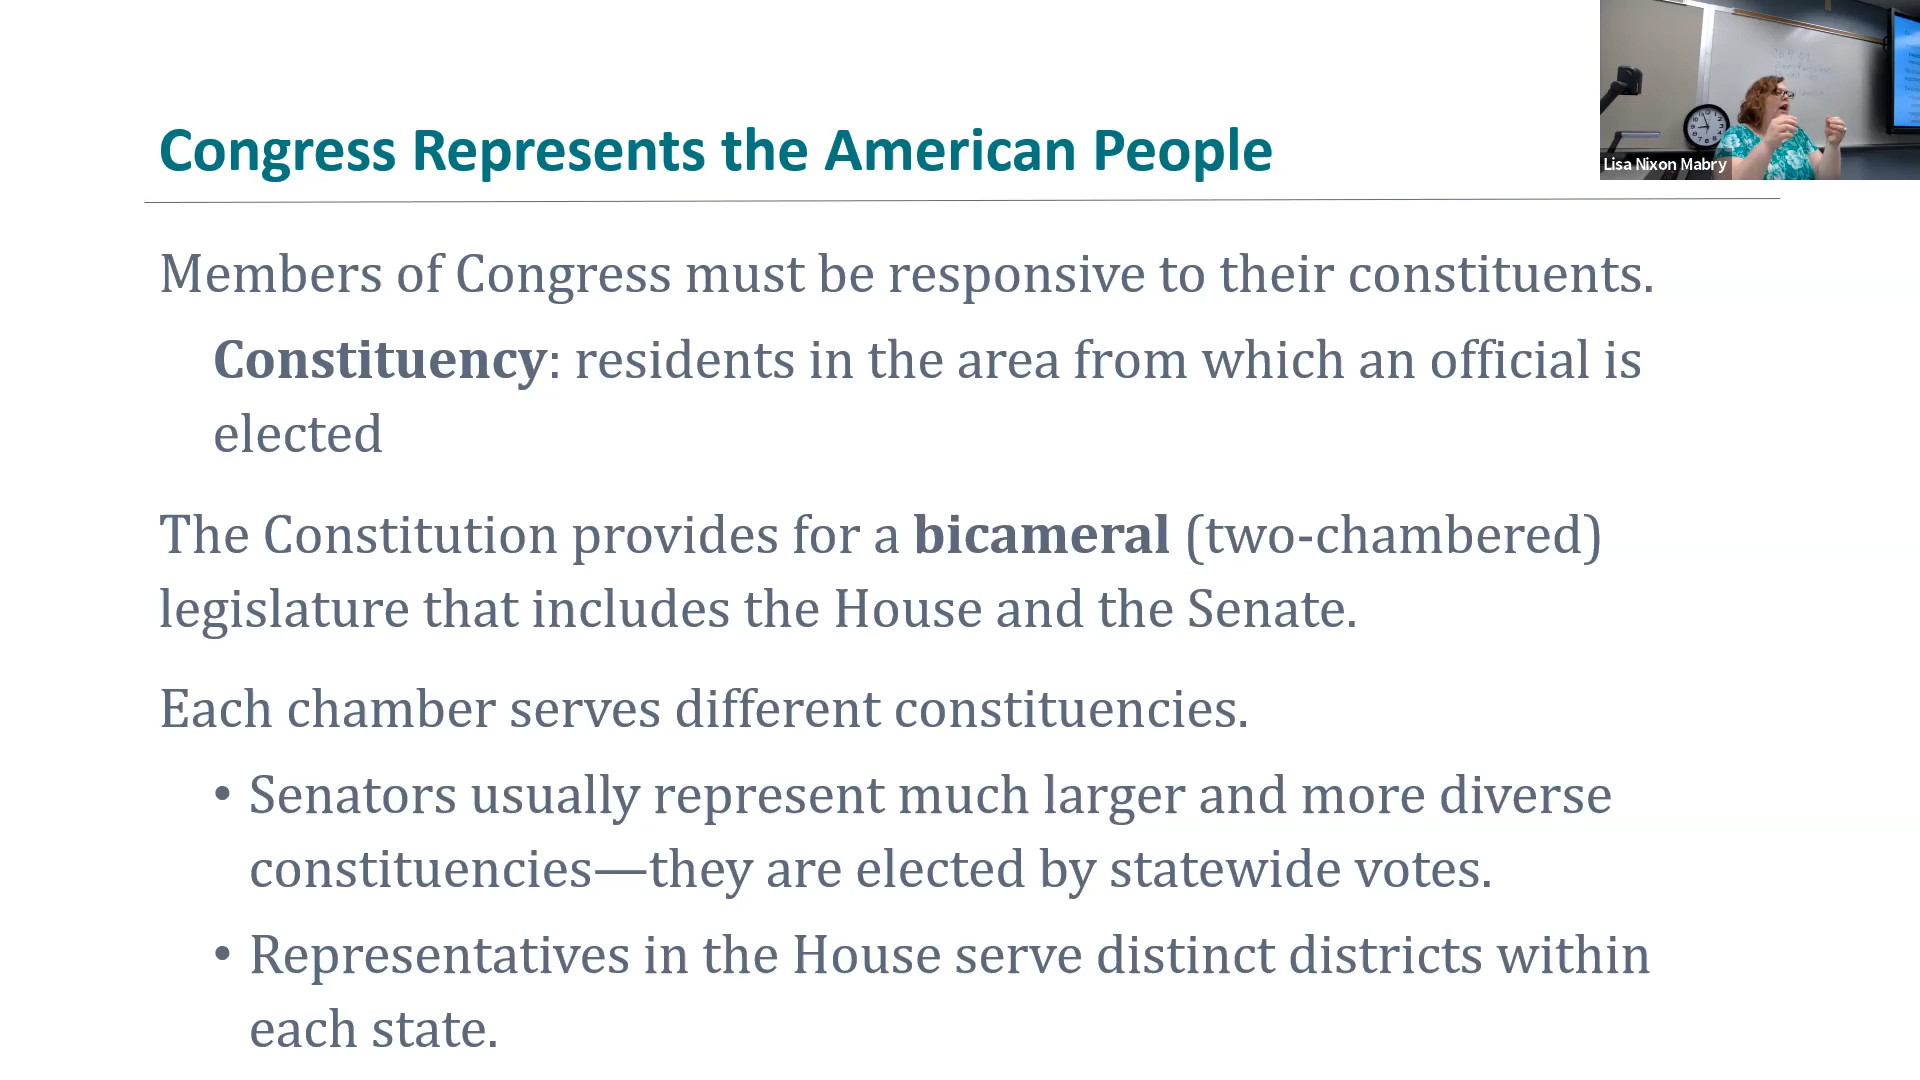 Congress Represents the American People
Lisa Nixon Mabry
Members of Congress must be responsive to their constituents.
Constituency: residents in the area from which an official is
elected
The Constitution provides for a bicameral (two-chambered)
legislature that includes the House and the Senate.
Each chamber serves different constituencies.
• Senators usually represent much larger and more diverse
constituencies—they are elected by statewide votes.
• Representatives in the House serve distinct districts within
each state.